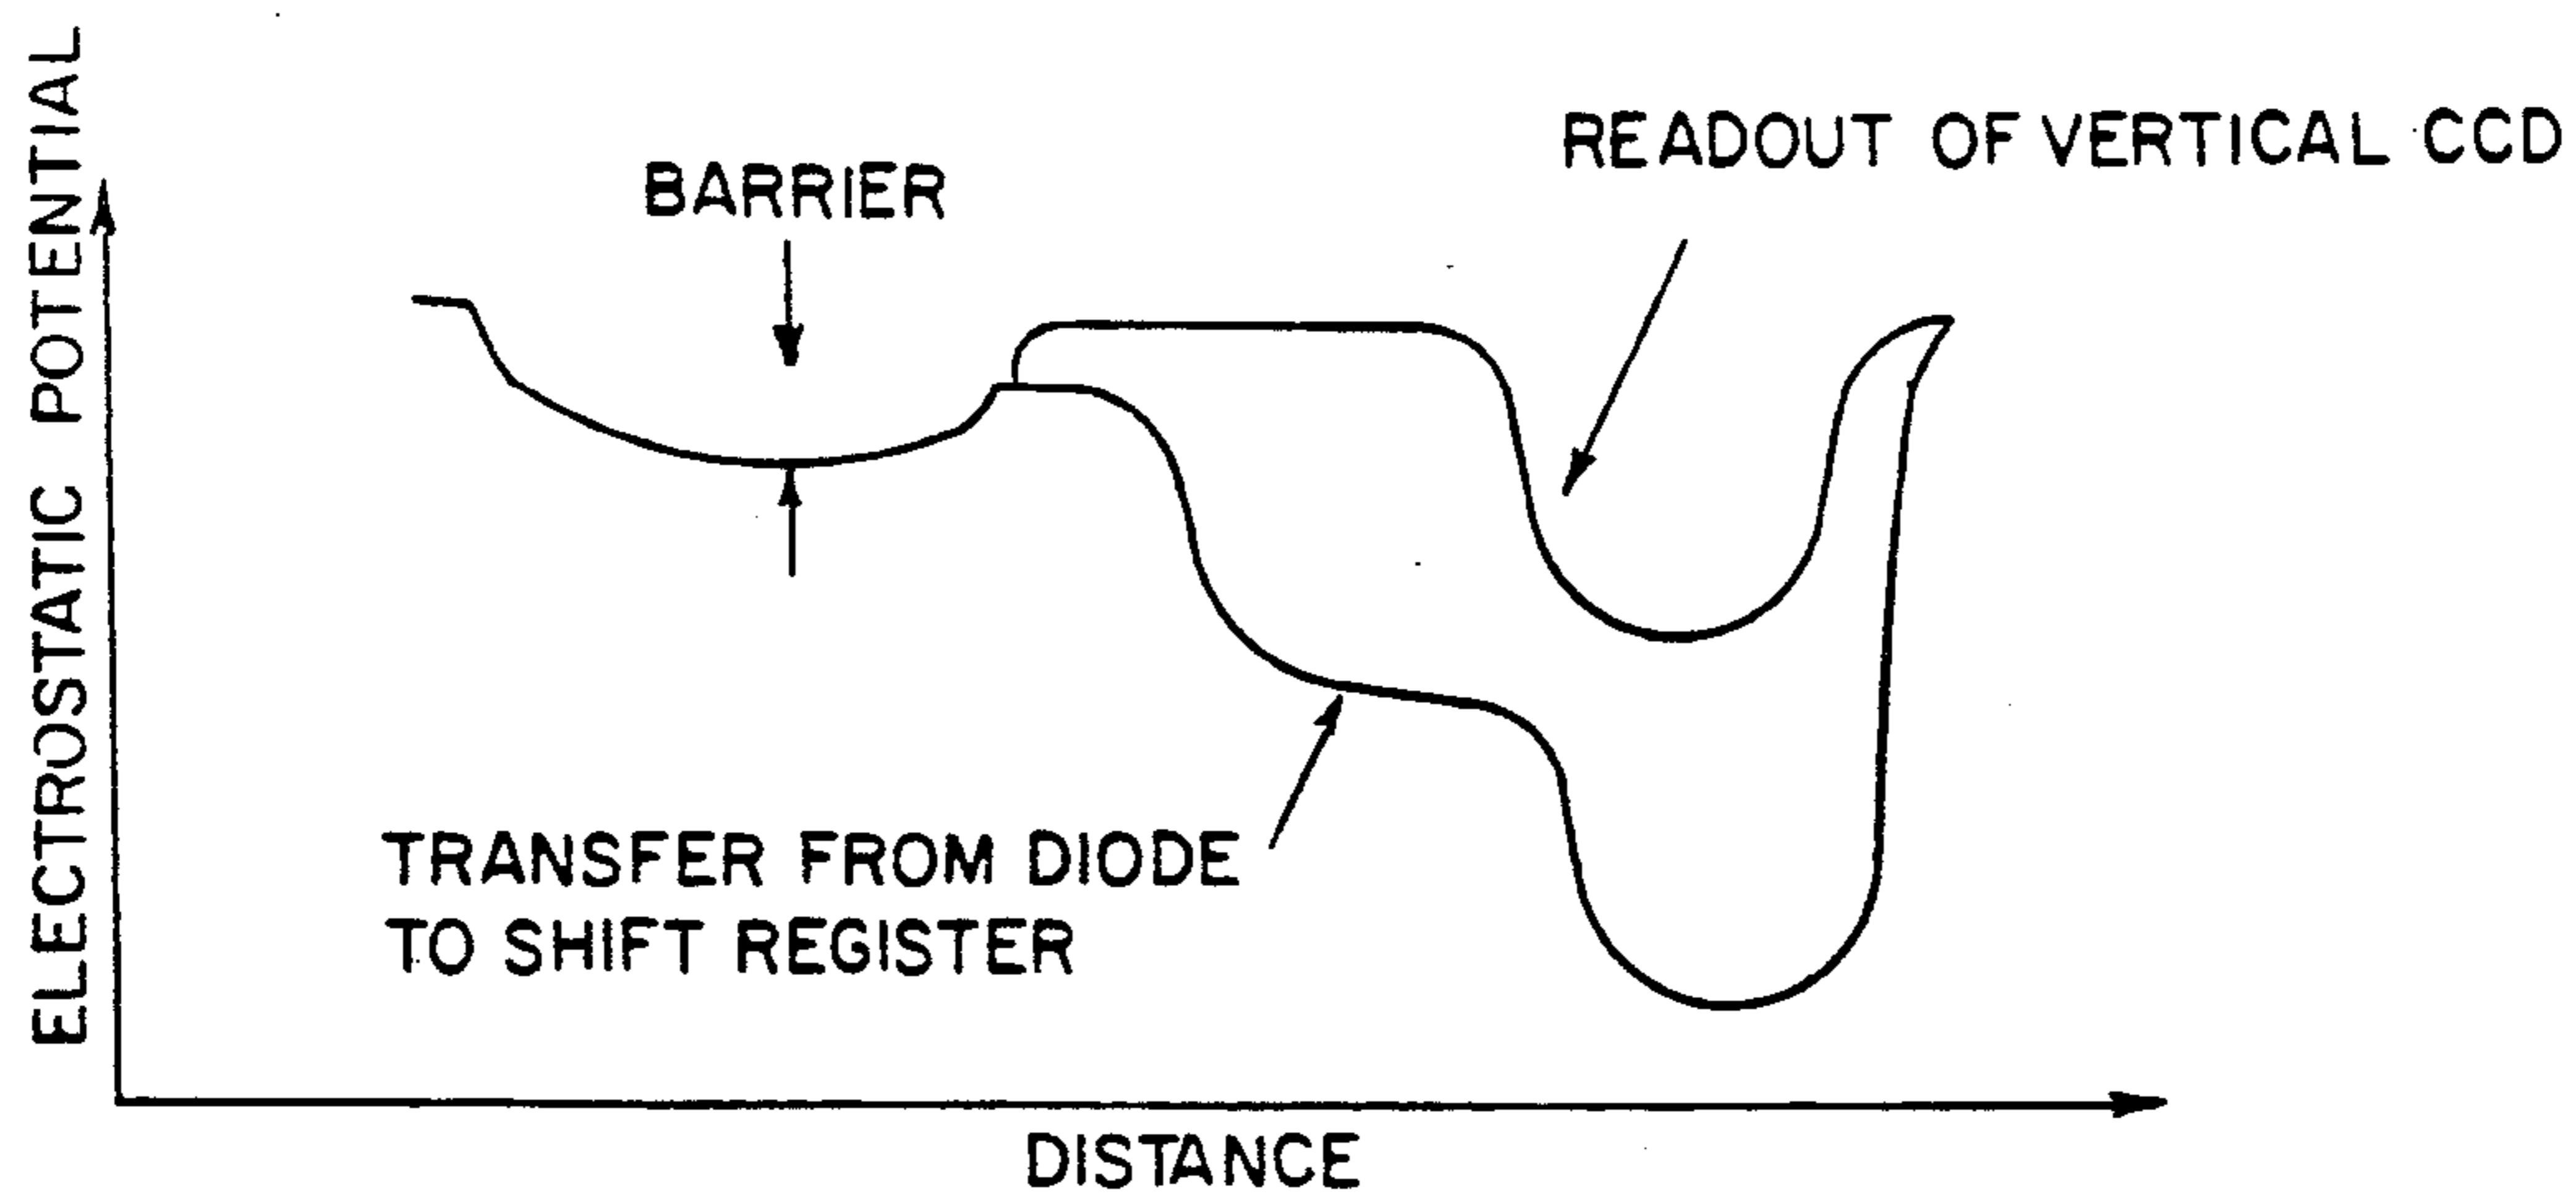 ELECTROSTATIC POTENTIAL
BARRIER
READOUT OF VERTICAL CCD
TRANSFER FROM DIODE
TO SHIFT REGISTER
DISTANCE